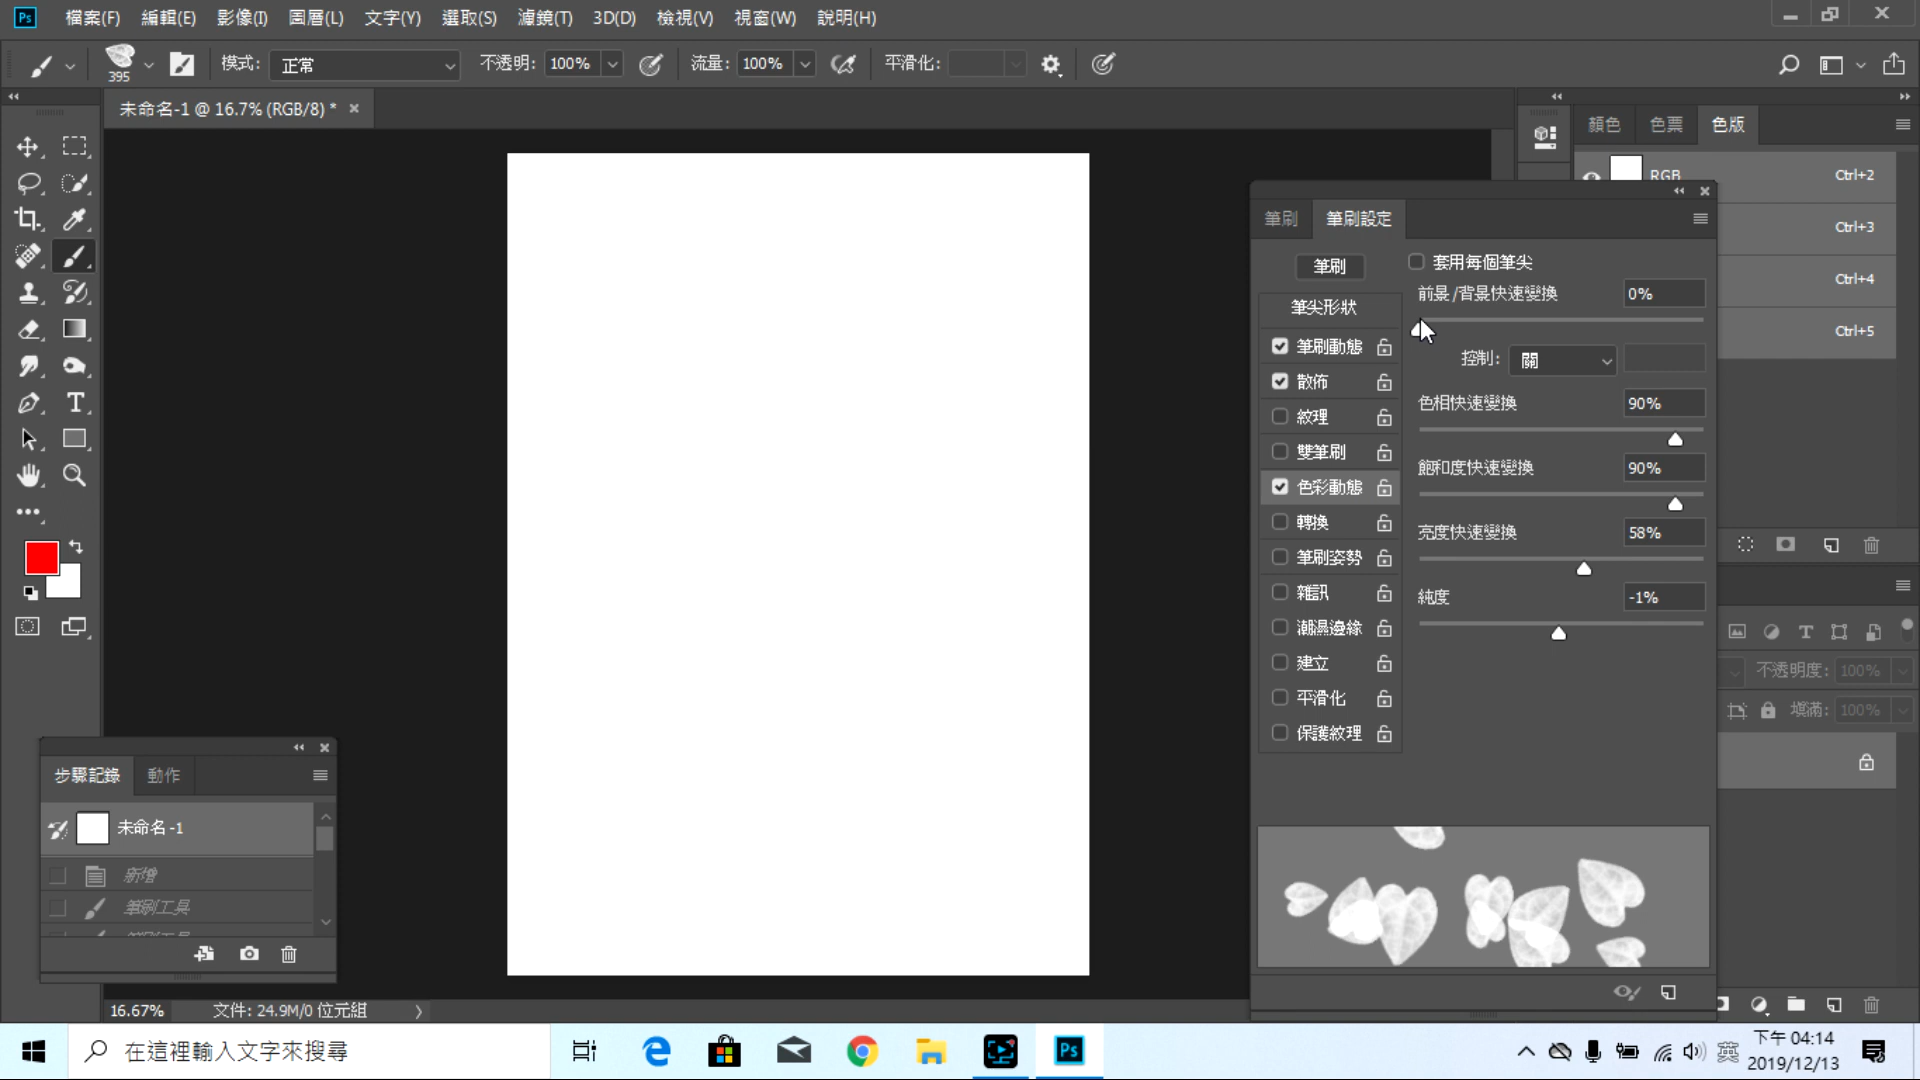 Ps 檔案(F) 編輯(E) 影像(I) 圖層(L) 文字(Y) 選取(S) 濾鏡(T) 3D(D) 檢視(V) 視窗(W) 說明(H)
395 模式: 正常 不透明: 100% 流量: 100% 平滑化:
未命名-1 @ 16.7% (RGB/8) *
顏色 色票 色版
RGB Ctrl+2
Ctrl+3
Ctrl+4
Ctrl+5
筆刷 筆刷設定
筆刷
筆尖形狀
筆刷動態
散佈
紋理
雙筆刷
色彩動態
轉換
筆刷姿勢
雜訊
潮濕邊緣
建立
平滑化
保護紋理
套用每個筆尖
前景/背景快速變換 0%
控制: 關
色相快速變換 90%
飽和度快速變換 90%
亮度快速變換 58%
純度 -1%
不透明度: 100%
填滿: 100%
步驟記錄 動作
未命名 -1
新增
筆刷工具
16.67% 文件: 24.9M/0 位元組
在這裡輸入文字來搜尋
Ps
英
下午 04:14
2019/12/13